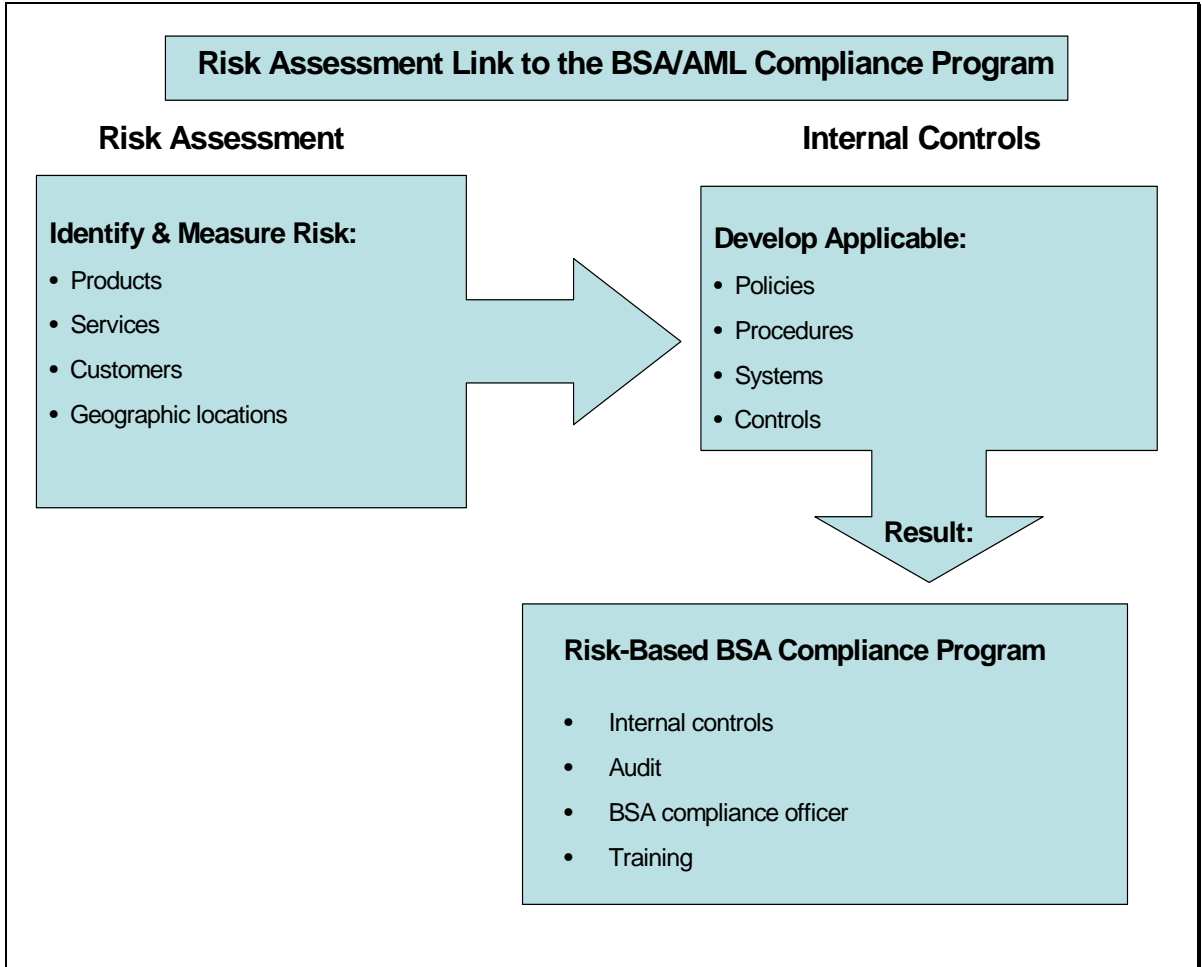 Risk Assessment Link to the BSA/AML Compliance Program
Risk Assessment
Identify & Measure Risk:
• Products
• Services
• Customers
• Geographic locations
Internal Controls
Develop Applicable:
• Policies
• Procedures
• Systems
• Controls
Result:
Risk-Based BSA Compliance Program
• Internal controls
• Audit
• BSA compliance officer
• Training